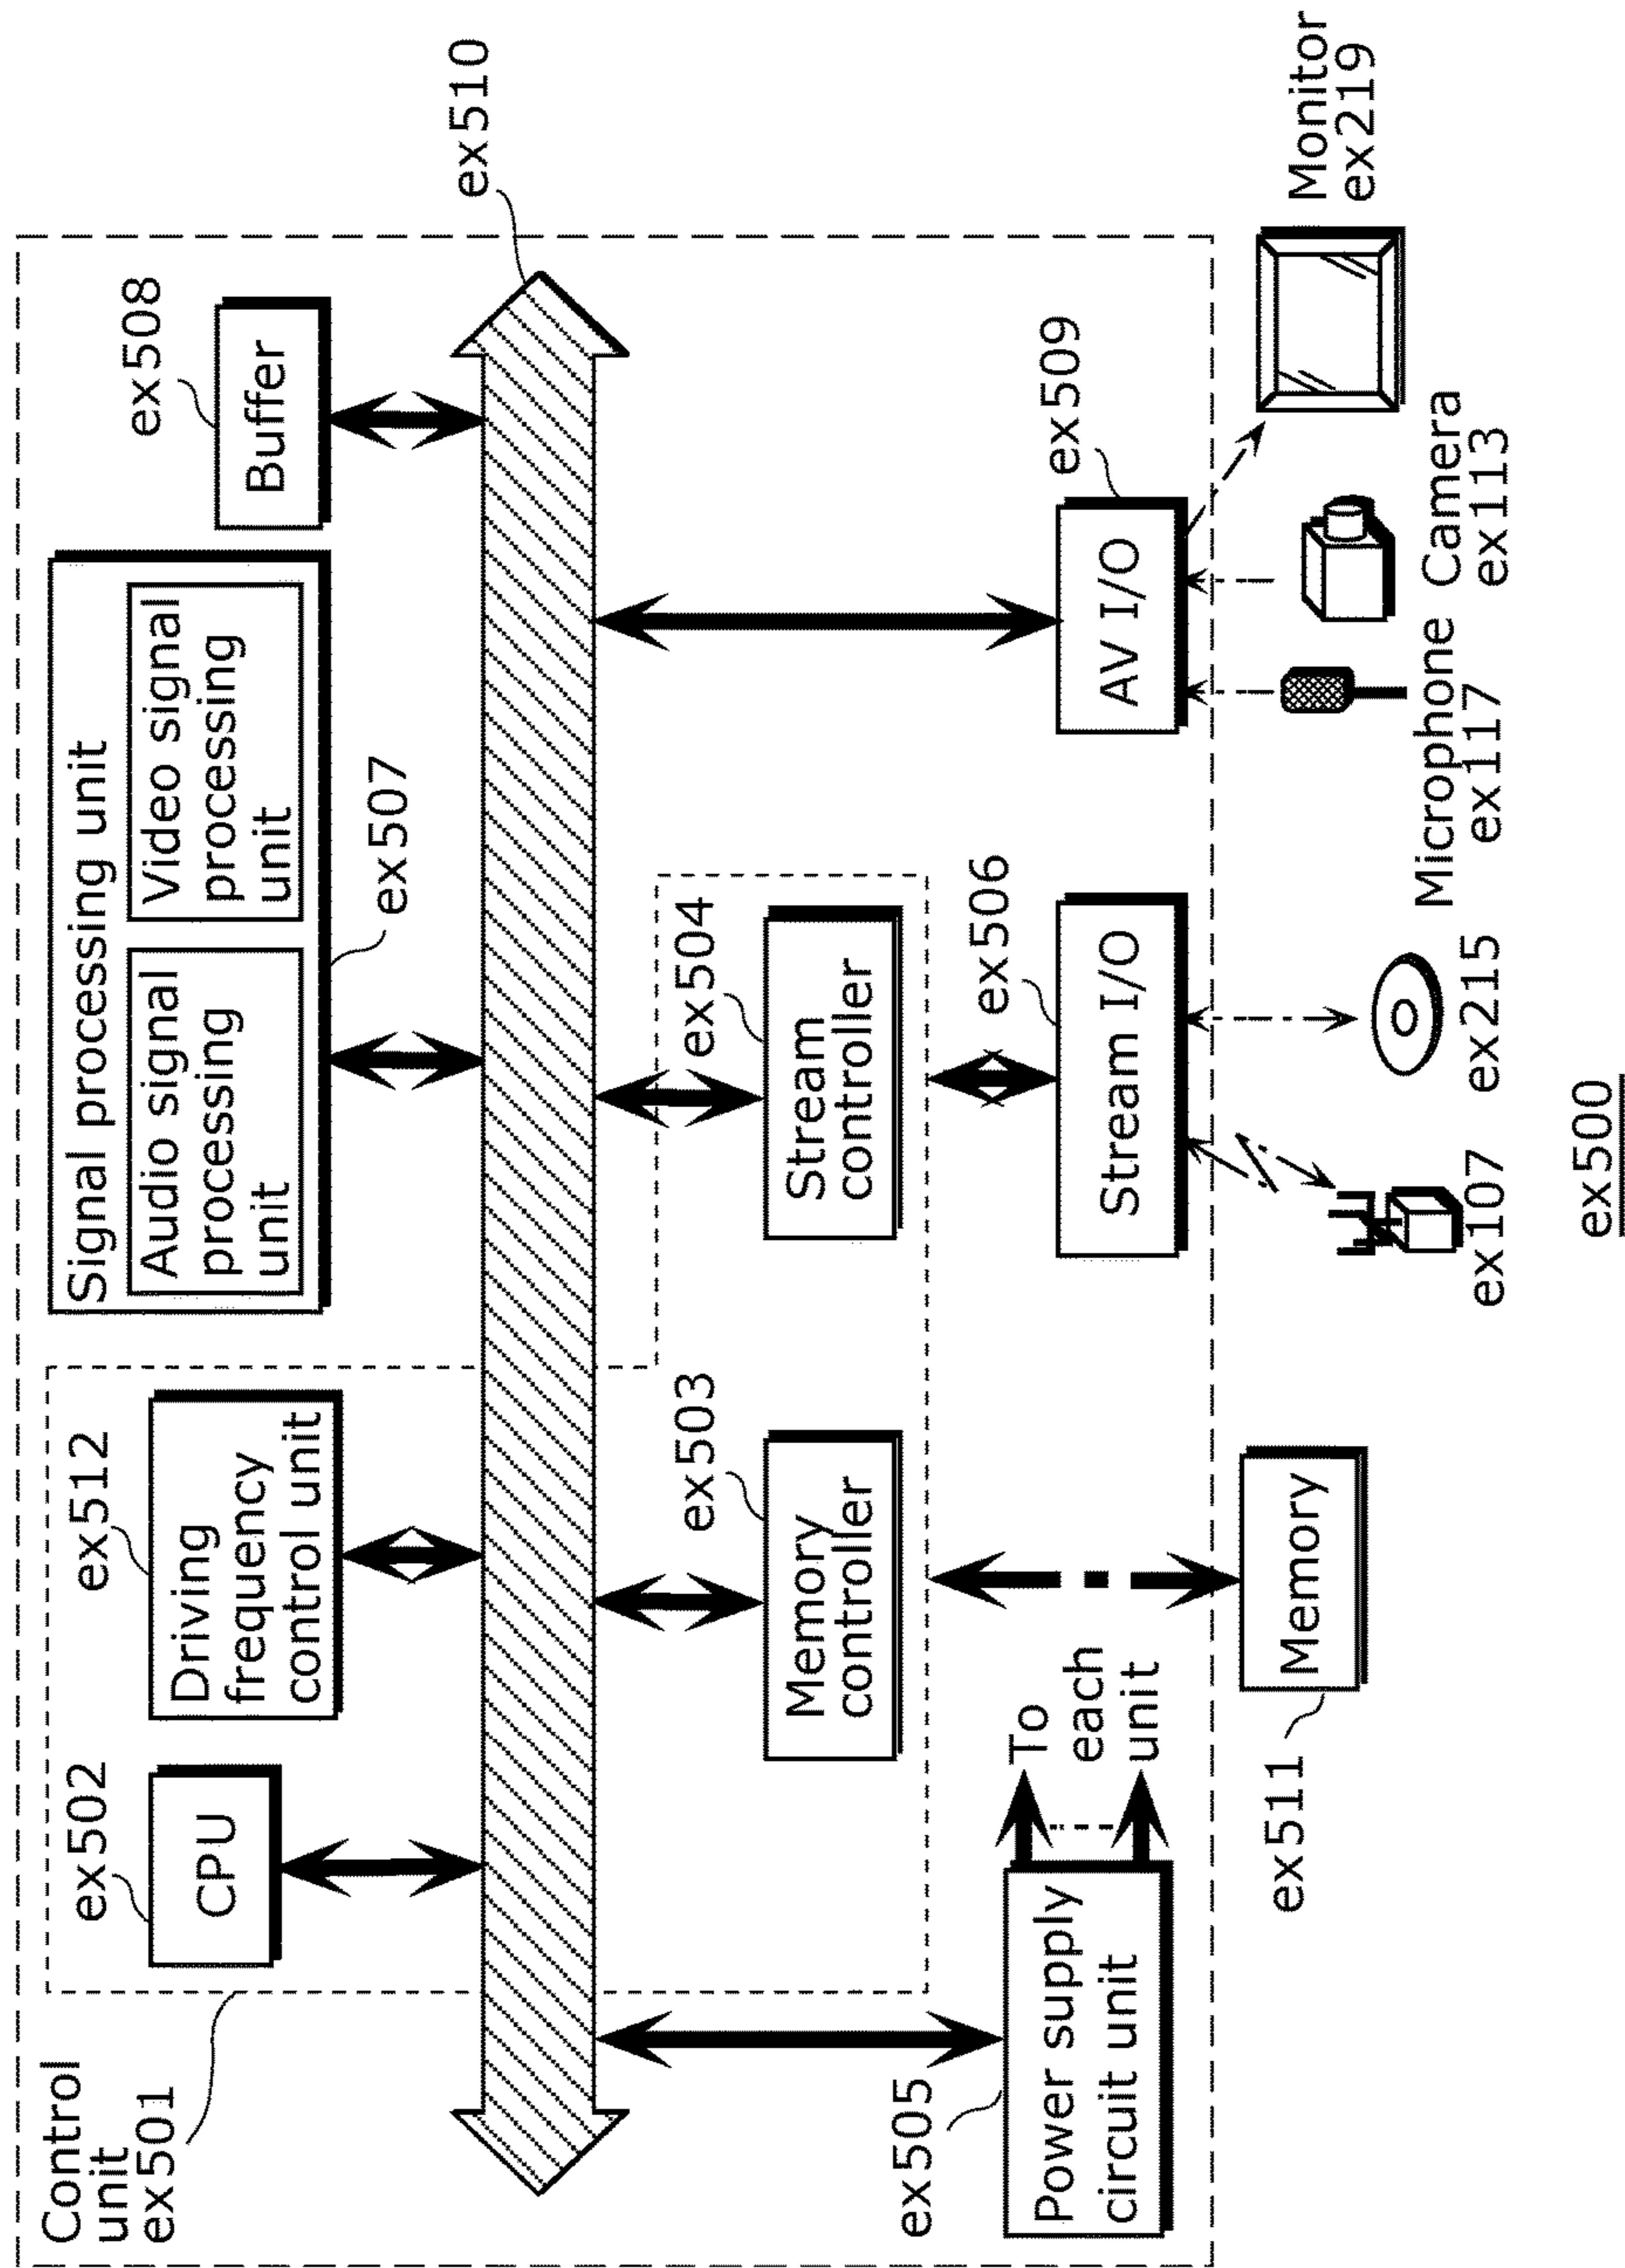 Control
unit
ex501
ex502
CPU
ex512
Driving
frequency
control unit
Signal processing unit
Audio signal
processing
unit
Video signal
processing
unit
ex507
ex508
Buffer
ex510
ex503
Memory
controller
ex504
Stream
controller
ex505
Power supply
circuit unit
To
each
unit
ex506
Stream I/O
ex509
AV I/O
ex511
Memory
ex107
ex215
Microphone
ex117
Camera
ex113
Monitor
ex219
ex500